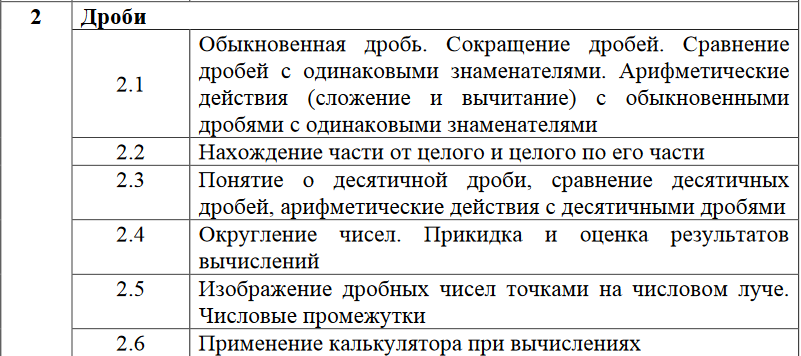 2 Дроби
Обыкновенная дробь. Сокращение дробей. Сравнение
дробей с одинаковыми знаменателями. Арифметические
2.1
действия (сложение и вычитание) с обыкновенными
дробями с одинаковыми знаменателями
2.2 Нахождение части от целого и целого по его части
2.3 Понятие о десятичной дроби, сравнение десятичных
дробей, арифметические действия с десятичными дробями
2.4 Округление чисел. Прикидка и оценка результатов
вычислений
2.5 Изображение дробных чисел точками на числовом луче.
Числовые промежутки
2.6 Применение калькулятора при вычислениях